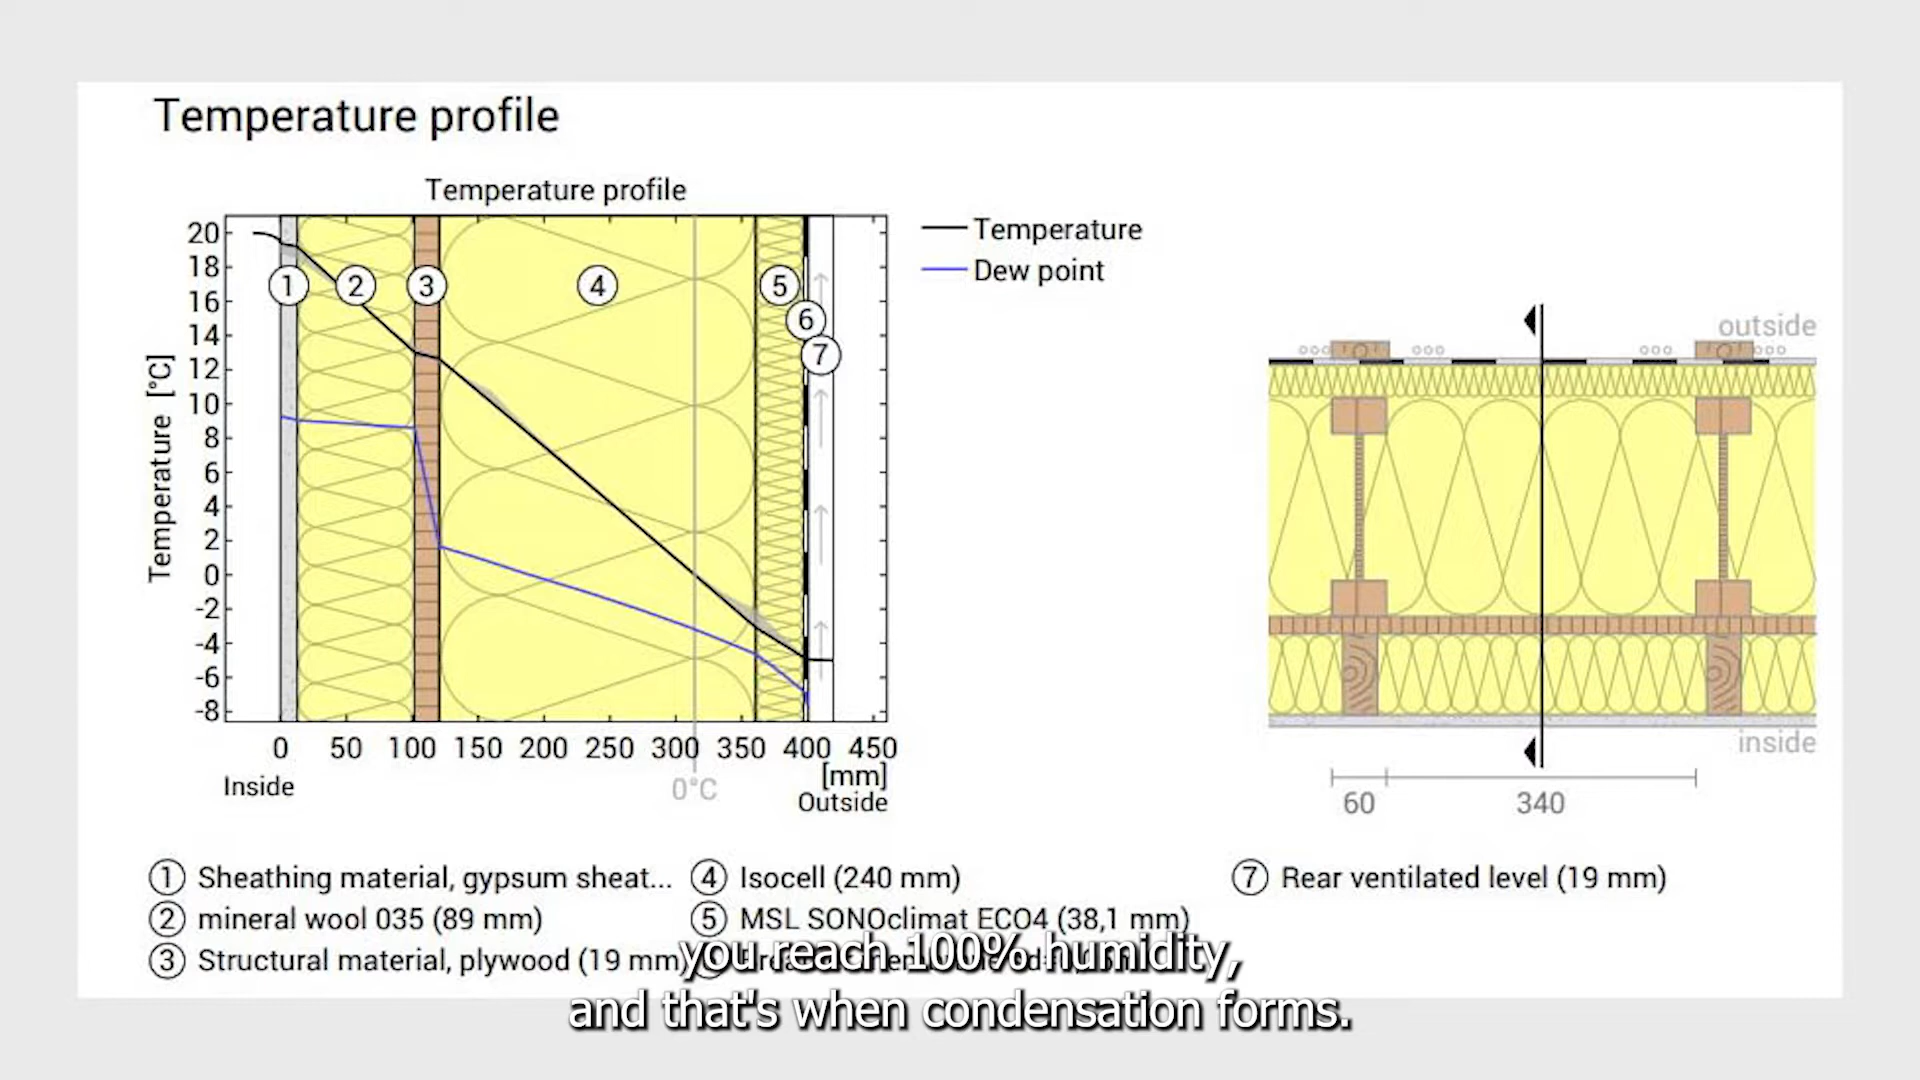 Temperature profile
Temperature profile
Temperature
Dew point
Temperature [°C]
20
18
16
14
12
10
8
6
4
2
0
-2
-4
-6
-8
1 2 3 4 5
6
7
0 50 100 150 200 250 300 350 400 450
[mm]
Inside
0°C
Outside
outside
inside
60 340
1 Sheathing material, gypsum sheat...
2 mineral wool 035 (89 mm)
3 Structural material, plywood (19 mm)
4 Isocell (240 mm)
5 MSL SONOclimat ECO4 (38,1 mm)
7 Rear ventilated level (19 mm)
you reach 100% humidity,
and that's when condensation forms.